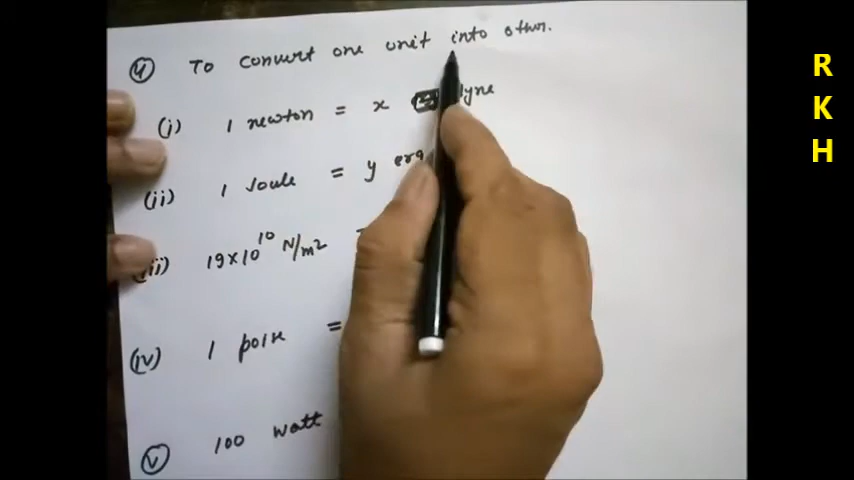 4 To convert one unit into other.
(i) 1 newton = x dyne
(ii) 1 Joule = y erg
(iii) 19×10¹⁰ N/m²
(iv) 1 poise =
(v) 100 watt
R
K
H